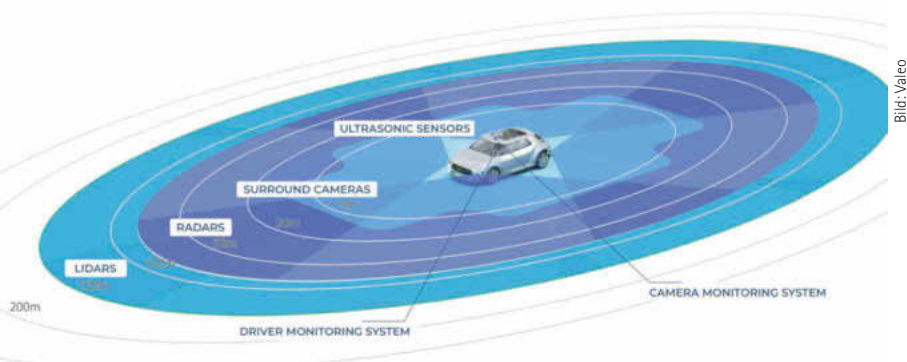 ULTRASONIC SENSORS
SURROUND CAMERAS
RADARS
LIDARS
200m
DRIVER MONITORING SYSTEM
CAMERA MONITORING SYSTEM
Bild: Valeo